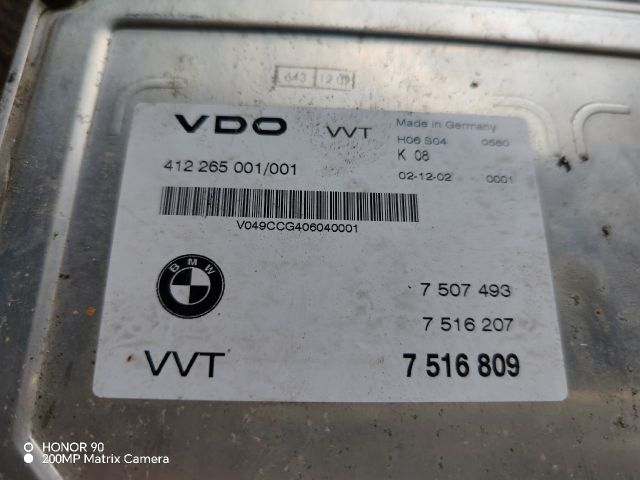 643 12 09
VDO VVT Made in Germany
H06 S04 0560
K 08
412 265 001/001
02-12-02 0001
V049CCG406040001
BMW
7 507 493
7 516 207
VVT 7 516 809
HONOR 90
200MP Matrix Camera